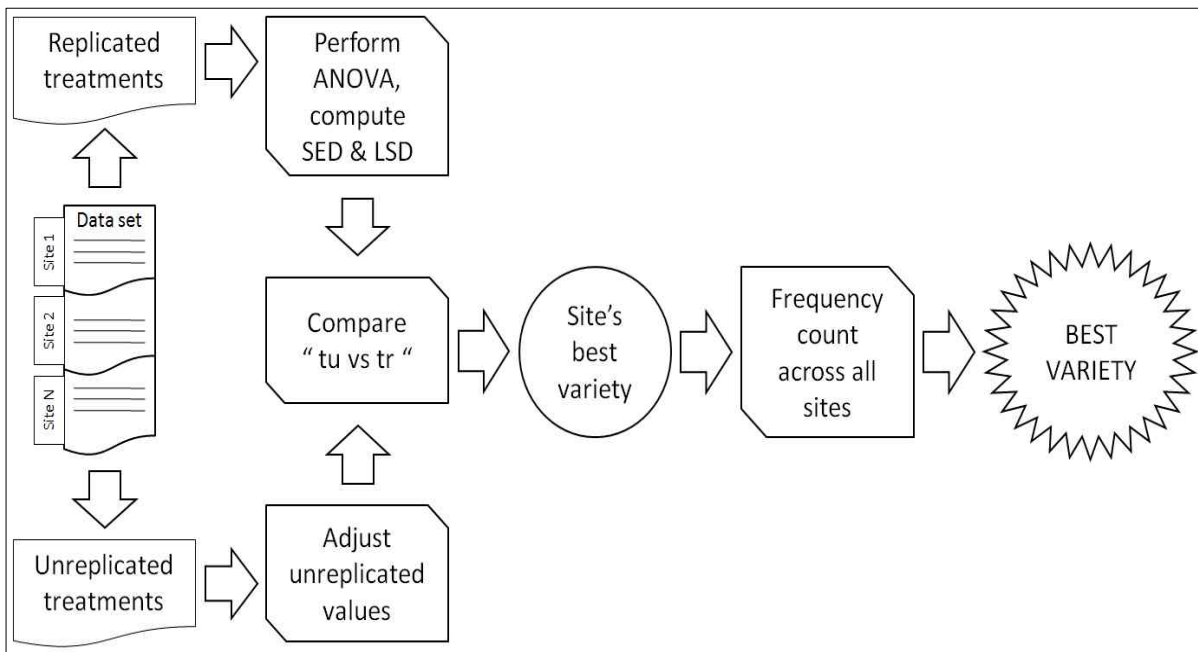 Replicated
treatments
Perform
ANOVA,
compute
SED & LSD
Data set
Site 1
Site 2
Site N
Compare
“ tu vs tr “
Site’s
best
variety
Frequency
count
across all
sites
BEST
VARIETY
Unreplicated
treatments
Adjust
unreplicated
values